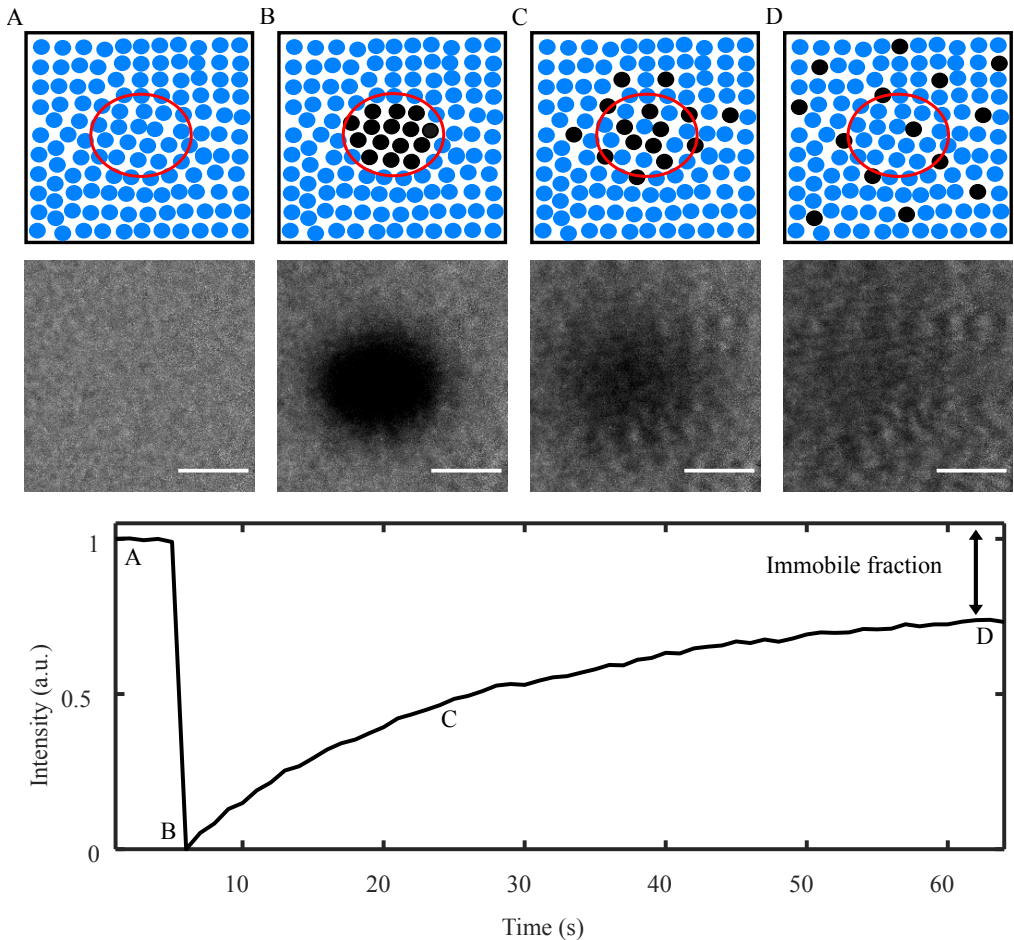 A B C D
1
A
Immobile fraction
D
0.5
C
B
0
10 20 30 40 50 60
Intensity (a.u.)
Time (s)